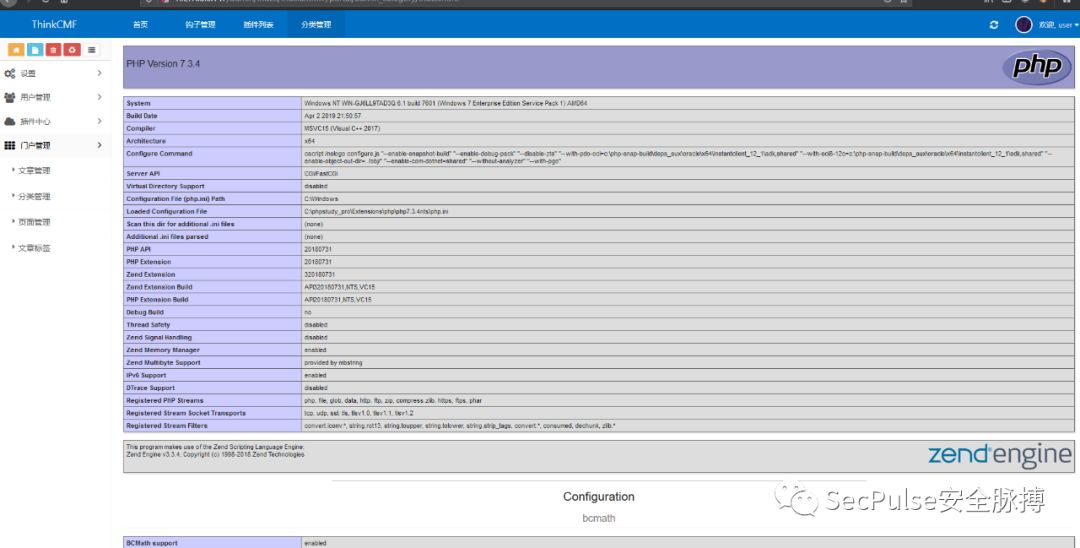 ThinkCMF 首页 钩子管理 插件列表 分类管理 欢迎, user
设置
用户管理
插件中心
门户管理
文章管理
分类管理
页面管理
文章标签
PHP Version 7.3.4
php
System Windows NT 6.1 build 7601 (Windows 7 Enterprise Edition Service Pack 1) AMD64
Build Date Apr 2 2019 21:50:57
Compiler MSVC15 (Visual C++ 2017)
Architecture x64
Configure Command cscript /nologo configure.js "--enable-snapshot-build" "--enable-debug-pack" "--disable-zts" "--with-pdo-oci=c:\php-snap-build\deps_aux\oracle\x64\instantclient_12_1\sdk,shared" "--with-oci8-12c=c:\php-snap-build\deps_aux\oracle\x64\instantclient_12_1\sdk,shared" "--
enable-object-out-dir=../obj/" "--enable-com-dotnet=shared" "--without-analyzer" "--with-pgo"
Server API CGI/FastCGI
Virtual Directory Support disabled
Configuration File (php.ini) Path C:\Windows
Loaded Configuration File C:\phpstudy_pro\Extensions\php\php7.3.4nts\php.ini
Scan this dir for additional .ini files (none)
Additional .ini files parsed (none)
PHP API 20180731
PHP Extension 20180731
Zend Extension 320180731
Zend Extension Build API320180731,NTS,VC15
PHP Extension Build API20180731,NTS,VC15
Debug Build no
Thread Safety disabled
Zend Signal Handling disabled
Zend Memory Manager enabled
Zend Multibyte Support provided by mbstring
IPv6 Support enabled
DTrace Support disabled
Registered PHP Streams php, file, glob, data, http, ftp, zip, compress.zlib, https, ftps, phar
Registered Stream Socket Transports tcp, udp, ssl, tls, tlsv1.0, tlsv1.1, tlsv1.2
Registered Stream Filters convert.iconv.*, string.rot13, string.toupper, string.tolower, string.strip_tags, convert.*, consumed, dechunk, zlib.*
This program makes use of the Zend Scripting Language Engine:
Zend Engine v3.3.4, Copyright (c) 1998-2018 Zend Technologies
zend engine
Configuration
SecPulse安全脉搏
bcmath
BCMath support enabled